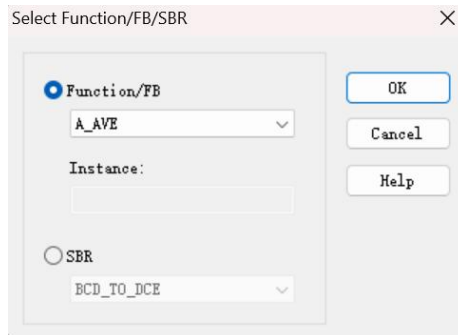 Select Function/FB/SBR
Function/FB
A_AVE
Instance:
SBR
BCD_TO_DCE
OK
Cancel
Help